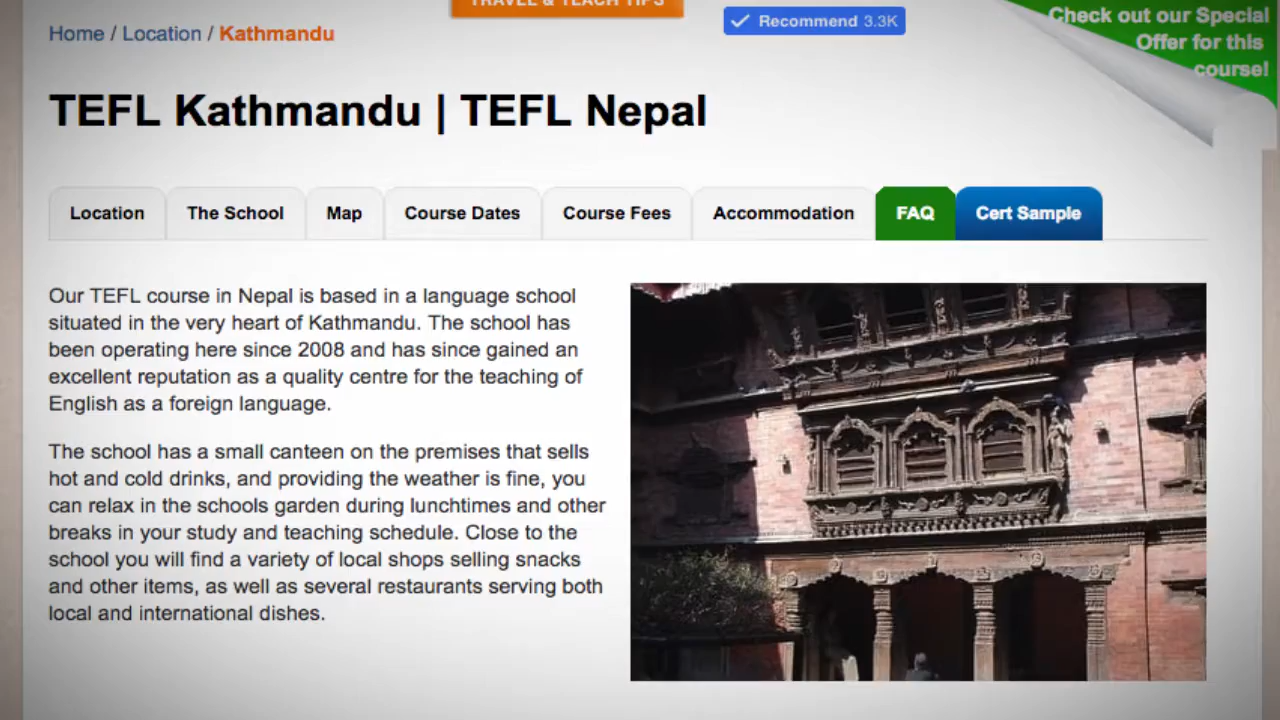 TRAVEL & TEACH TIPS
Recommend 3.3K
Check out our Special
Offer for this
course!
Home / Location / Kathmandu
TEFL Kathmandu | TEFL Nepal
Location
The School
Map
Course Dates
Course Fees
Accommodation
FAQ
Cert Sample
Our TEFL course in Nepal is based in a language school
situated in the very heart of Kathmandu. The school has
been operating here since 2008 and has since gained an
excellent reputation as a quality centre for the teaching of
English as a foreign language.
The school has a small canteen on the premises that sells
hot and cold drinks, and providing the weather is fine, you
can relax in the schools garden during lunchtimes and other
breaks in your study and teaching schedule. Close to the
school you will find a variety of local shops selling snacks
and other items, as well as several restaurants serving both
local and international dishes.